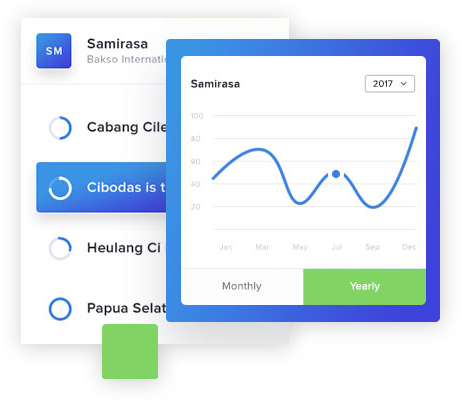 SM
Samirasa
Bakso Internatio
Cabang Cile
Cibodas is t
Heulang Ci
Papua Selat
Samirasa
2017
100
80
60
40
20
Jan Mar May Jul Sep Dec
Monthly Yearly